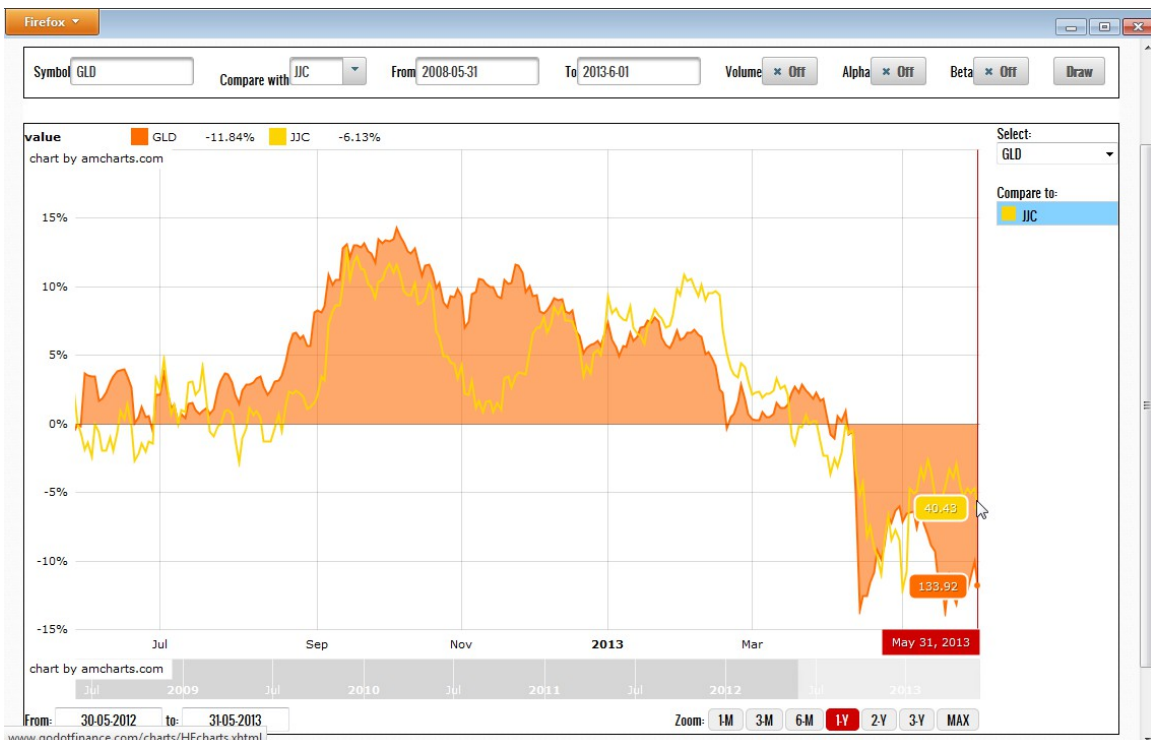 Firefox
Symbol GLD Compare with JJC From 2008-05-31 To 2013-6-01 Volume × Off Alpha × Off Beta × Off Draw
value GLD -11.84% JJC -6.13%
Select:
GLD
Compare to:
JJC
chart by amcharts.com
15%
10%
5%
0%
-5%
40.43
-10%
133.92
-15%
Jul Sep Nov 2013 Mar May 31, 2013
chart by amcharts.com
Jul 2009 Jul 2010 Jul 2011 Jul 2012 Jul 2013
From: 30-05-2012 to: 31-05-2013 Zoom: 1-M 3-M 6-M 1-Y 2-Y 3-Y MAX
www.godotfinance.com/charts/HFcharts.xhtml